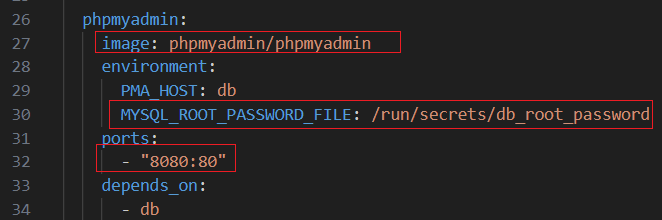 26 phpmyadmin:
27 image: phpmyadmin/phpmyadmin
28 environment:
29 PMA_HOST: db
30 MYSQL_ROOT_PASSWORD_FILE: /run/secrets/db_root_password
31 ports:
32 - "8080:80"
33 depends_on:
34 - db